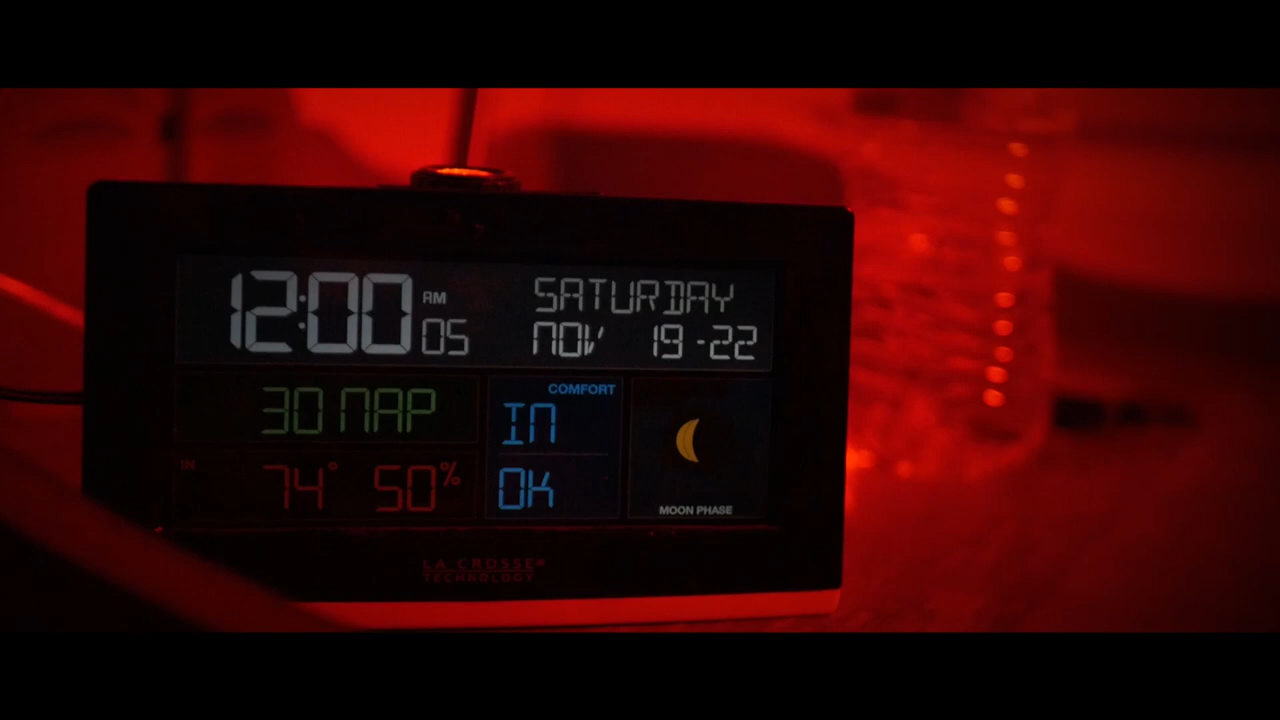 12:00 AM 05
SATURDAY
NOV 19-22
30 NAP
COMFORT
IN
OK
IN 74° 50%
MOON PHASE
LA CROSSE®
TECHNOLOGY